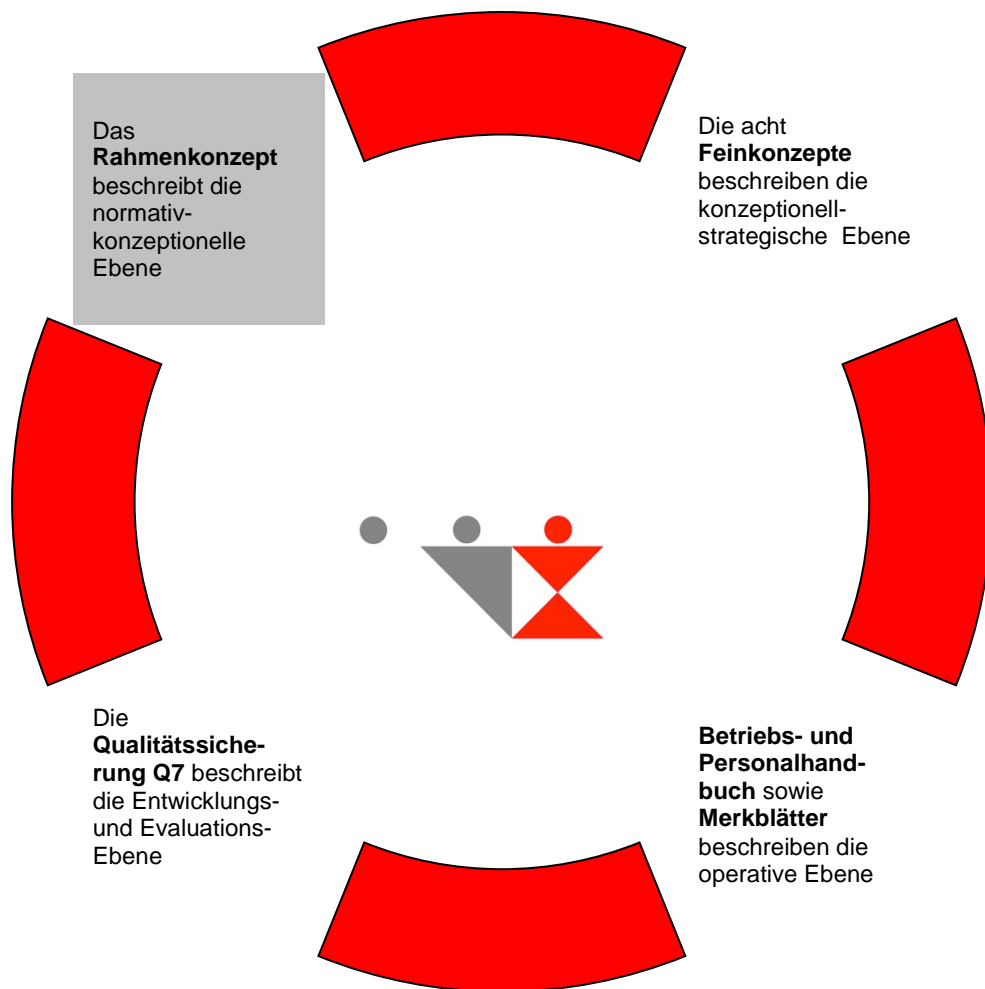 Das
Rahmenkonzept
beschreibt die
normativ-
konzeptionelle
Ebene
Die acht
Feinkonzepte
beschreiben die
konzeptionell-
strategische Ebene
Die
Qualitätssiche-
rung Q7 beschreibt
die Entwicklungs-
und Evaluations-
Ebene
Betriebs- und
Personalhand-
buch sowie
Merkblätter
beschreiben die
operative Ebene